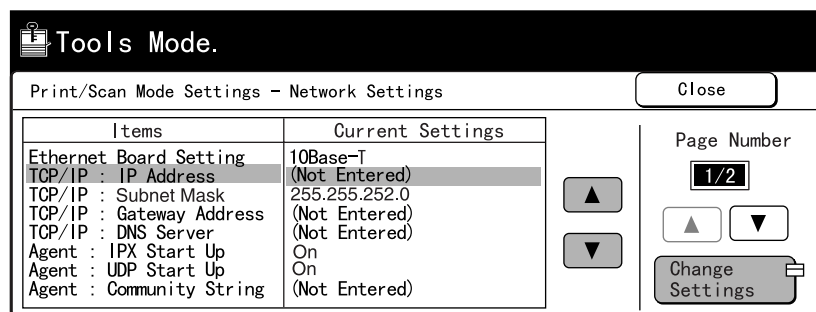 Tools Mode.
Print/Scan Mode Settings - Network Settings
Close
Items Current Settings
Ethernet Board Setting 10Base-T
TCP/IP : IP Address (Not Entered)
TCP/IP : Subnet Mask 255.255.252.0
TCP/IP : Gateway Address (Not Entered)
TCP/IP : DNS Server (Not Entered)
Agent : IPX Start Up On
Agent : UDP Start Up On
Agent : Community String (Not Entered)
Page Number
1/2
Change
Settings